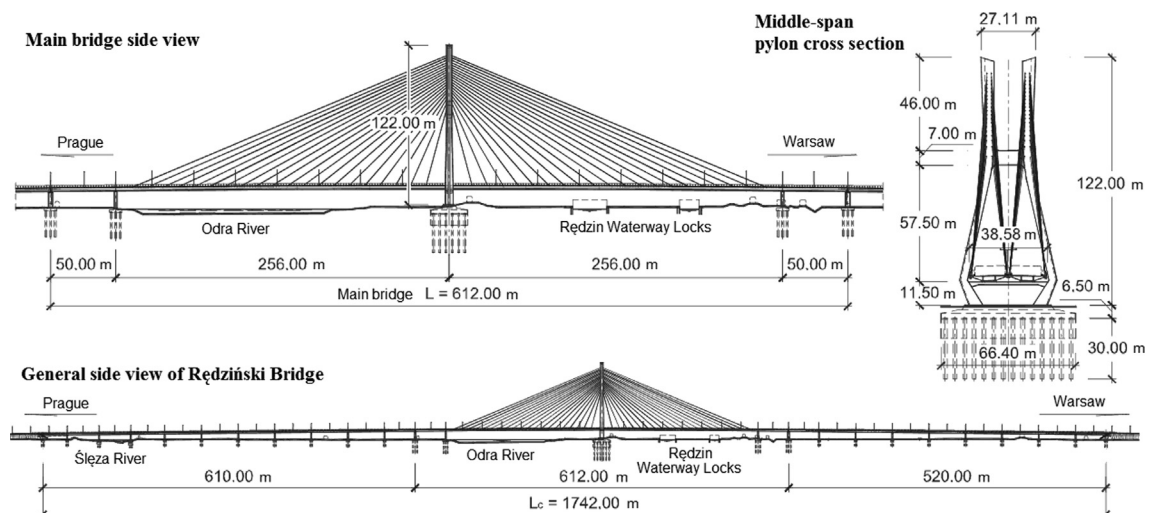 Main bridge side view
122.00 m
Prague
Warsaw
Odra River
Rędzin Waterway Locks
50.00 m
256.00 m
256.00 m
50.00 m
Main bridge L = 612.00 m
Middle-span
pylon cross section
27.11 m
46.00 m
7.00 m
122.00 m
57.50 m
38.58 m
11.50 m
6.50 m
66.40 m
30.00 m
General side view of Rędziński Bridge
Prague
Warsaw
Ślęza River
Odra River
Rędzin
Waterway Locks
610.00 m
612.00 m
520.00 m
Lc = 1742.00 m